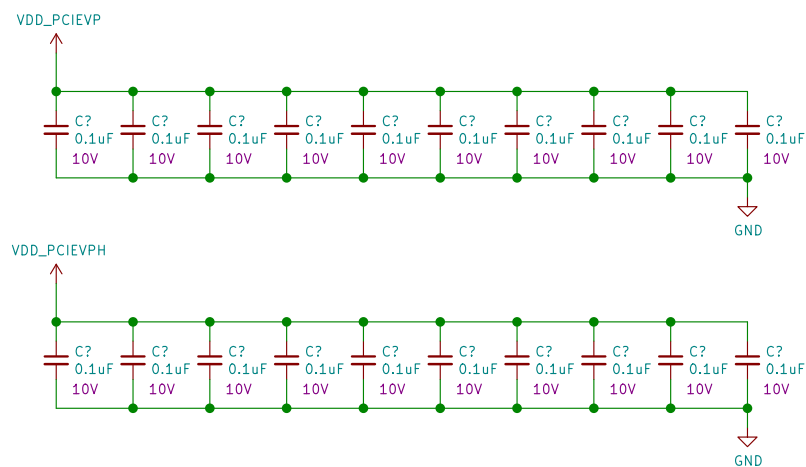 VDD_PCIEVP
C? C? C? C? C? C? C? C? C? C?
0.1uF 0.1uF 0.1uF 0.1uF 0.1uF 0.1uF 0.1uF 0.1uF 0.1uF 0.1uF
10V 10V 10V 10V 10V 10V 10V 10V 10V 10V
GND
VDD_PCIEVPH
C? C? C? C? C? C? C? C? C? C?
0.1uF 0.1uF 0.1uF 0.1uF 0.1uF 0.1uF 0.1uF 0.1uF 0.1uF 0.1uF
10V 10V 10V 10V 10V 10V 10V 10V 10V 10V
GND